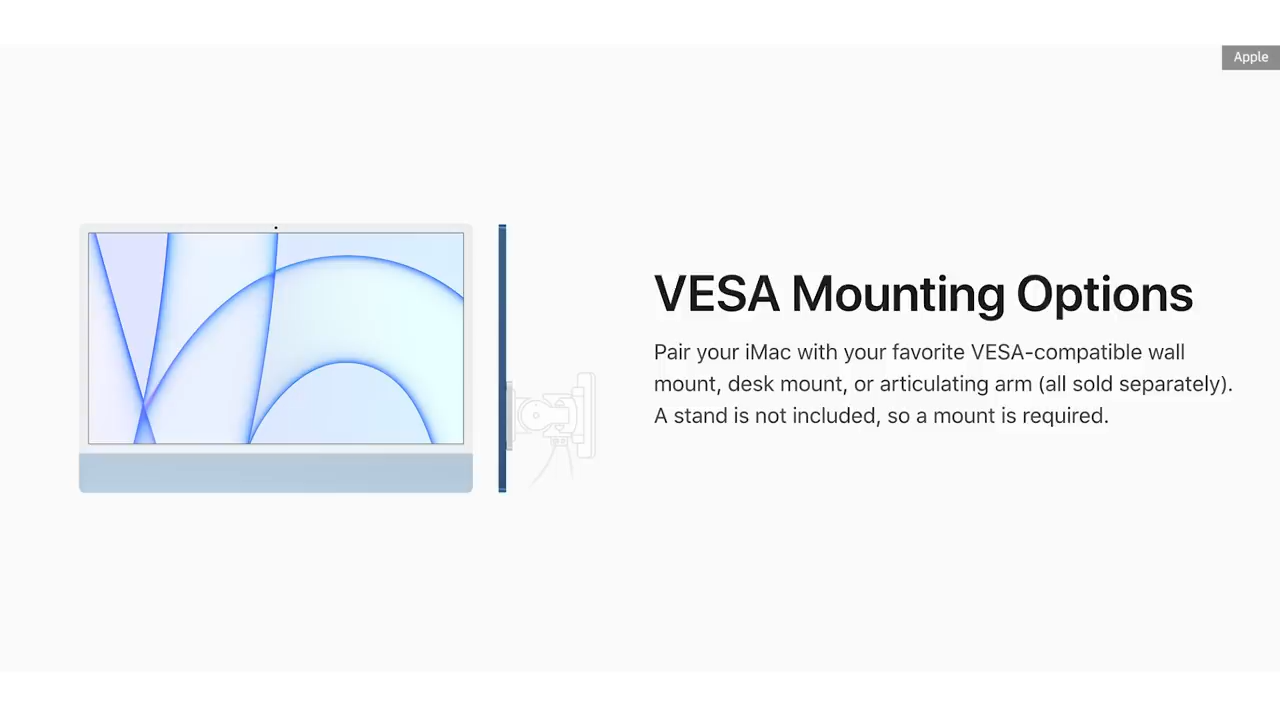 Apple
VESA Mounting Options
Pair your iMac with your favorite VESA-compatible wall
mount, desk mount, or articulating arm (all sold separately).
A stand is not included, so a mount is required.